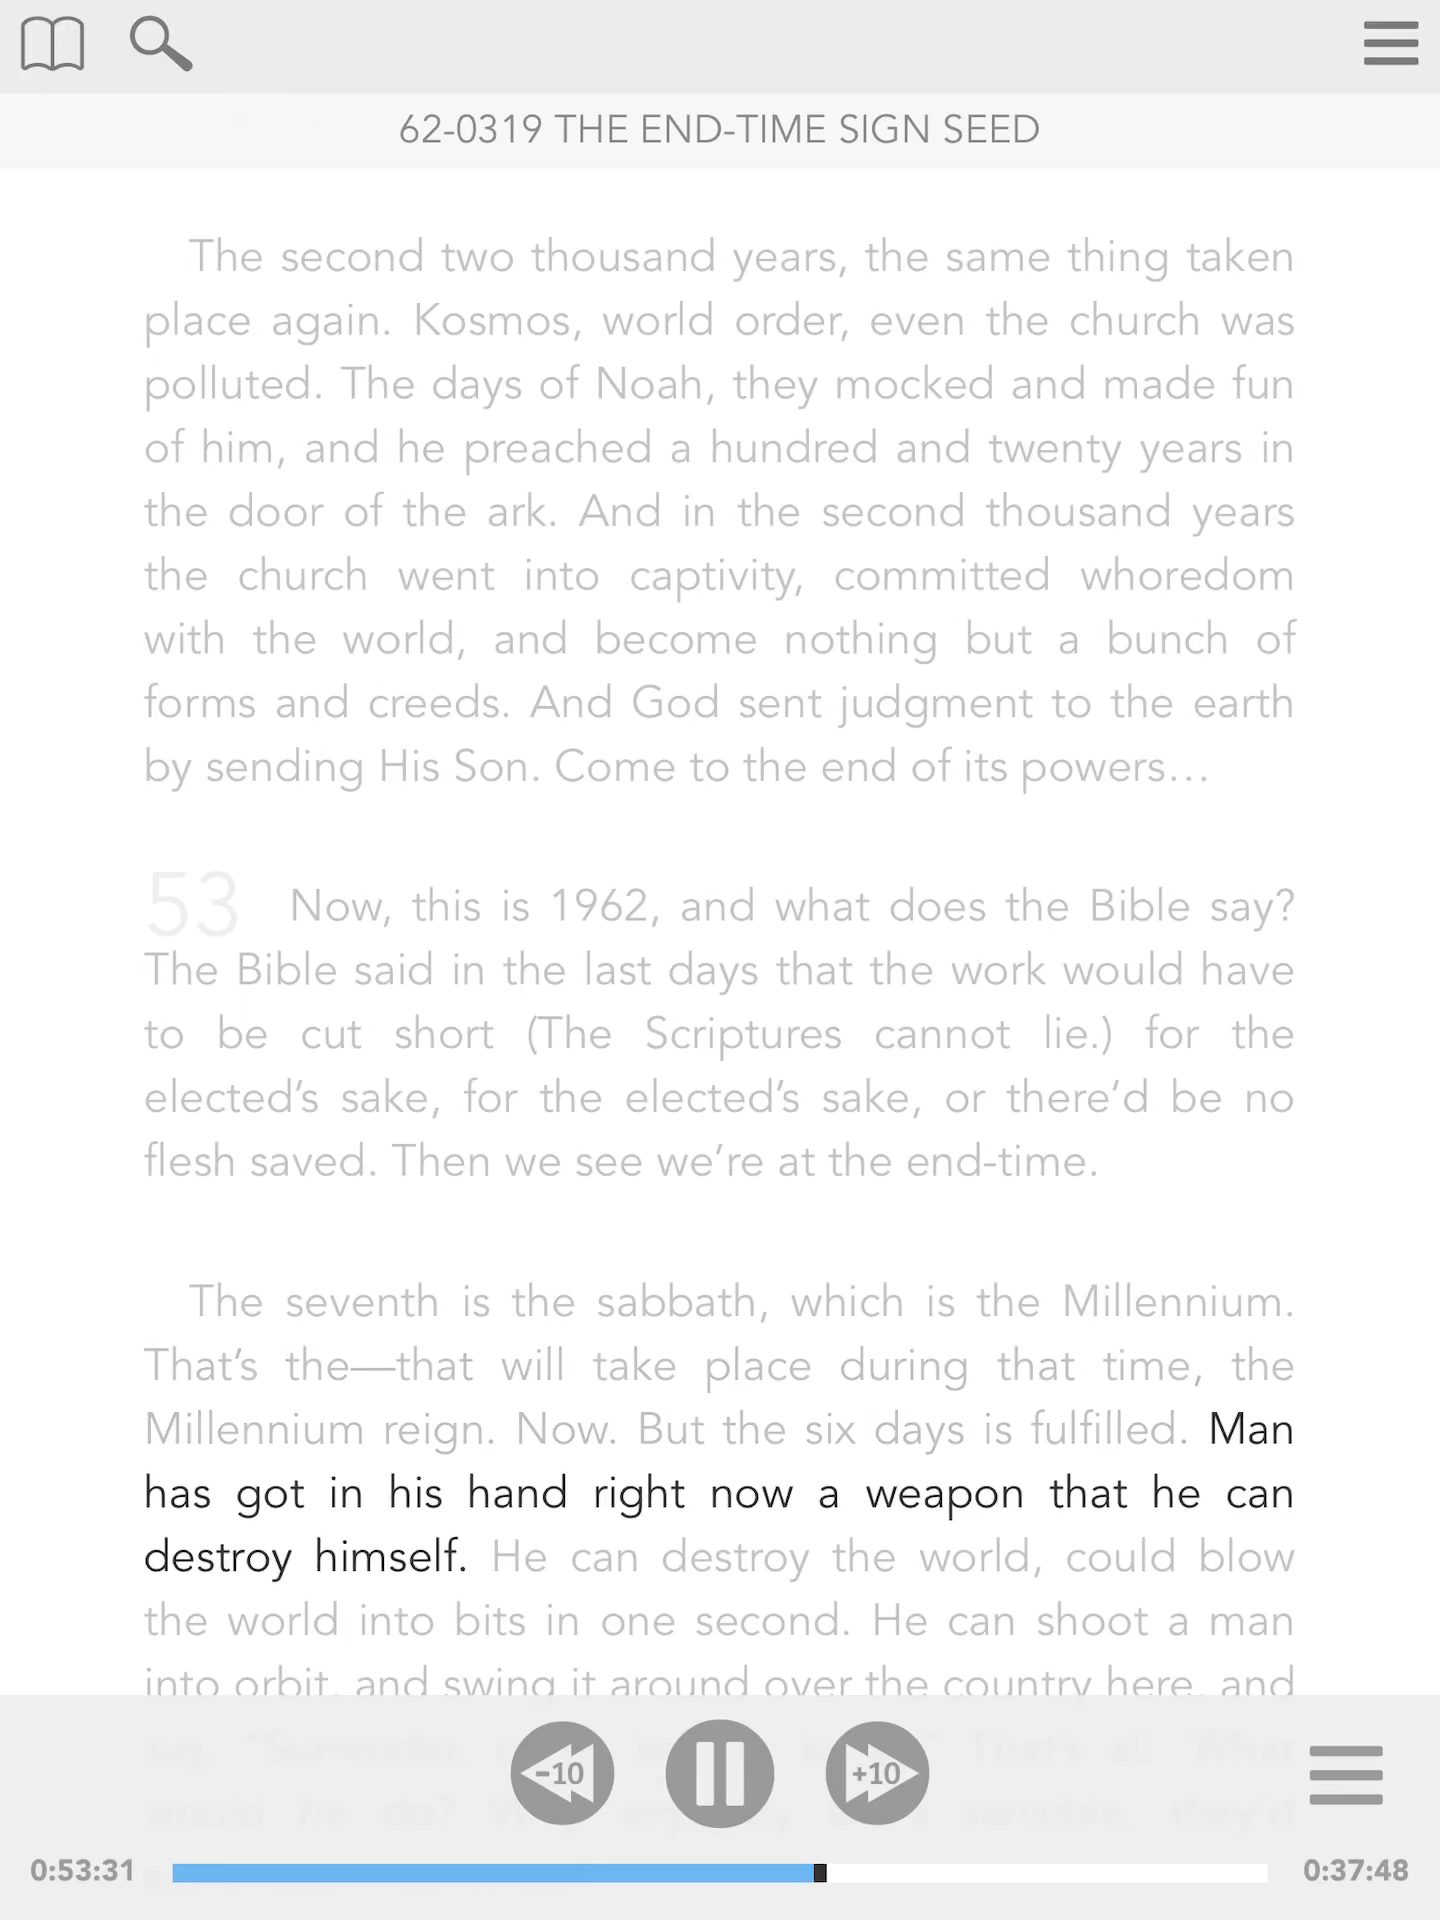 62-0319 THE END-TIME SIGN SEED
The second two thousand years, the same thing taken
place again. Kosmos, world order, even the church was
polluted. The days of Noah, they mocked and made fun
of him, and he preached a hundred and twenty years in
the door of the ark. And in the second thousand years
the church went into captivity, committed whoredom
with the world, and become nothing but a bunch of
forms and creeds. And God sent judgment to the earth
by sending His Son. Come to the end of its powers…
53 Now, this is 1962, and what does the Bible say?
The Bible said in the last days that the work would have
to be cut short (The Scriptures cannot lie.) for the
elected’s sake, for the elected’s sake, or there’d be no
flesh saved. Then we see we’re at the end-time.
The seventh is the sabbath, which is the Millennium.
That’s the—that will take place during that time, the
Millennium reign. Now. But the six days is fulfilled. Man
has got in his hand right now a weapon that he can
destroy himself. He can destroy the world, could blow
the world into bits in one second. He can shoot a man
into orbit, and swing it around over the country here, and
say, "Surrender, That's all. What
would he do?
-10 +10
0:53:31 0:37:48